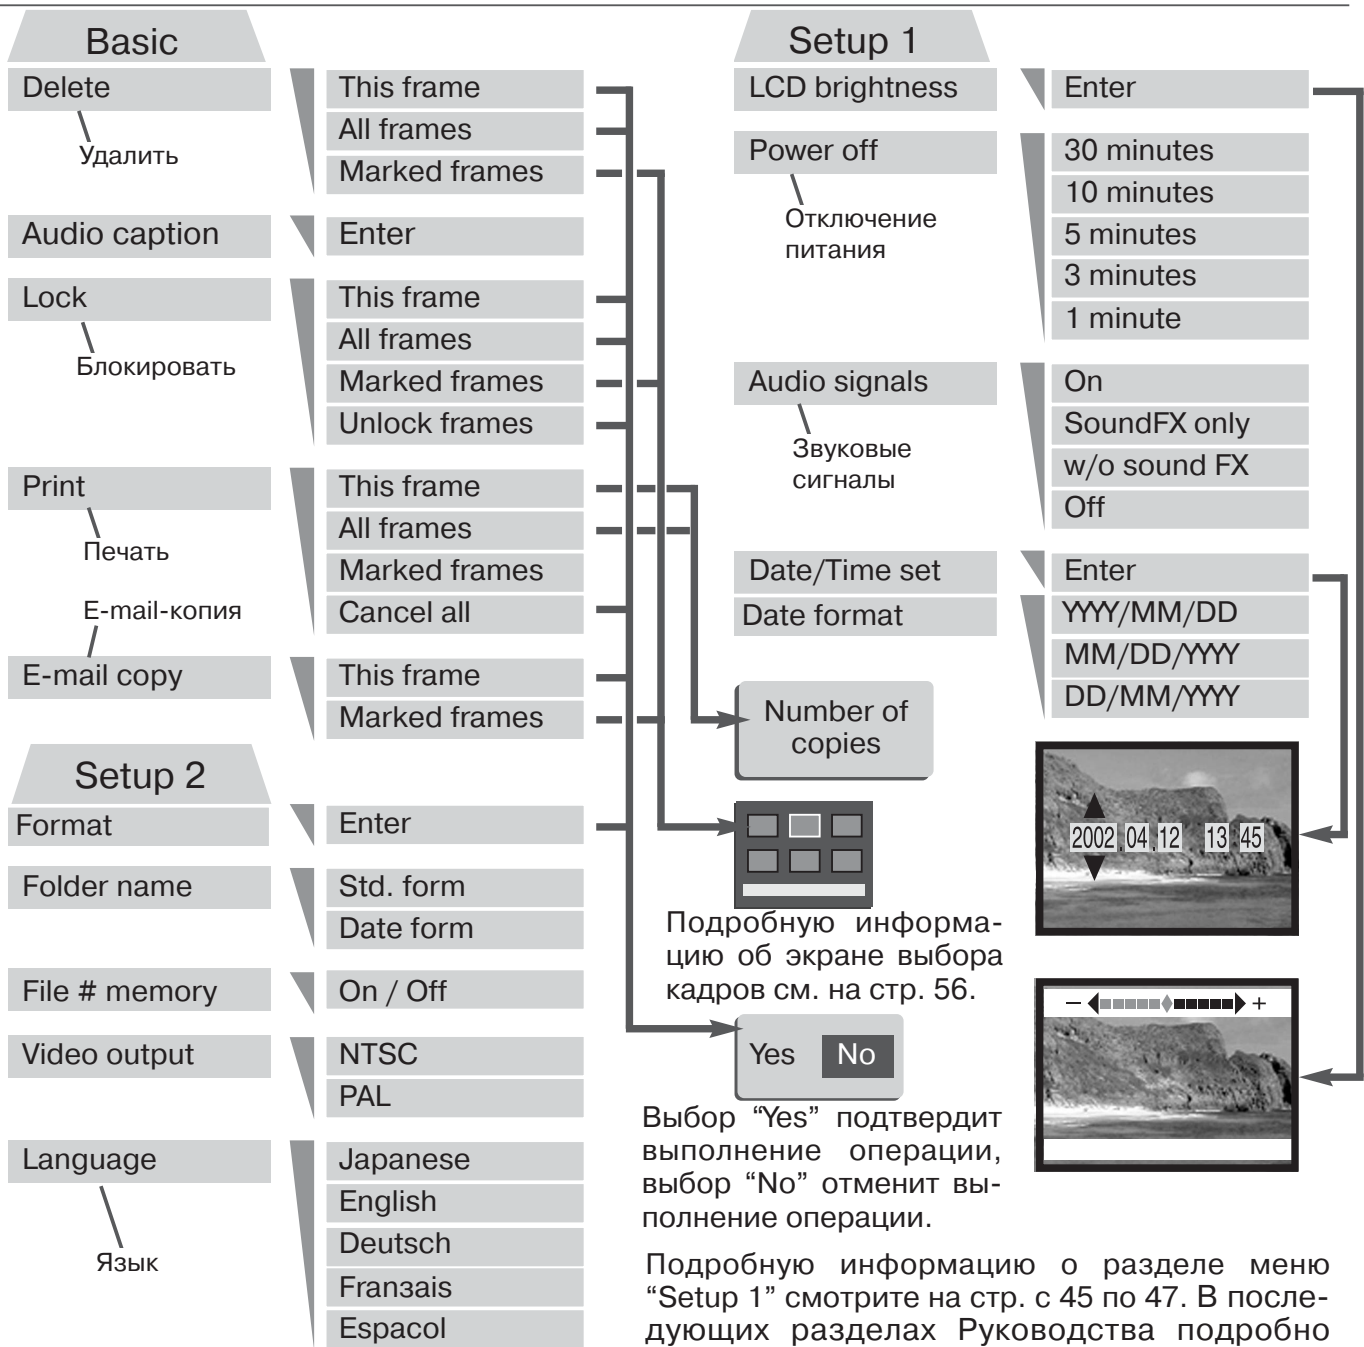 Basic
Delete
Удалить
This frame
All frames
Marked frames
Audio caption
Enter
Lock
Блокировать
This frame
All frames
Marked frames
Unlock frames
Print
Печать
This frame
All frames
Marked frames
Cancel all
E-mail-копия
E-mail copy
This frame
Marked frames
Setup 2
Format
Enter
Folder name
Std. form
Date form
File # memory
On / Off
Video output
NTSC
PAL
Language
Язык
Japanese
English
Deutsch
Franзais
Espacol
Setup 1
LCD brightness
Enter
Power off
Отключение
питания
30 minutes
10 minutes
5 minutes
3 minutes
1 minute
Audio signals
Звуковые
сигналы
On
SoundFX only
w/o sound FX
Off
Date/Time set
Enter
Date format
YYYY/MM/DD
MM/DD/YYYY
DD/MM/YYYY
Number of
copies
2002.04.12 13 45
Подробную информа-
цию об экране выбора
кадров см. на стр. 56.
− +
Yes No
Выбор “Yes” подтвердит
выполнение операции,
выбор “No” отменит вы-
полнение операции.
Подробную информацию о разделе меню
“Setup 1” смотрите на стр. с 45 по 47. В после-
дующих разделах Руководства подробно